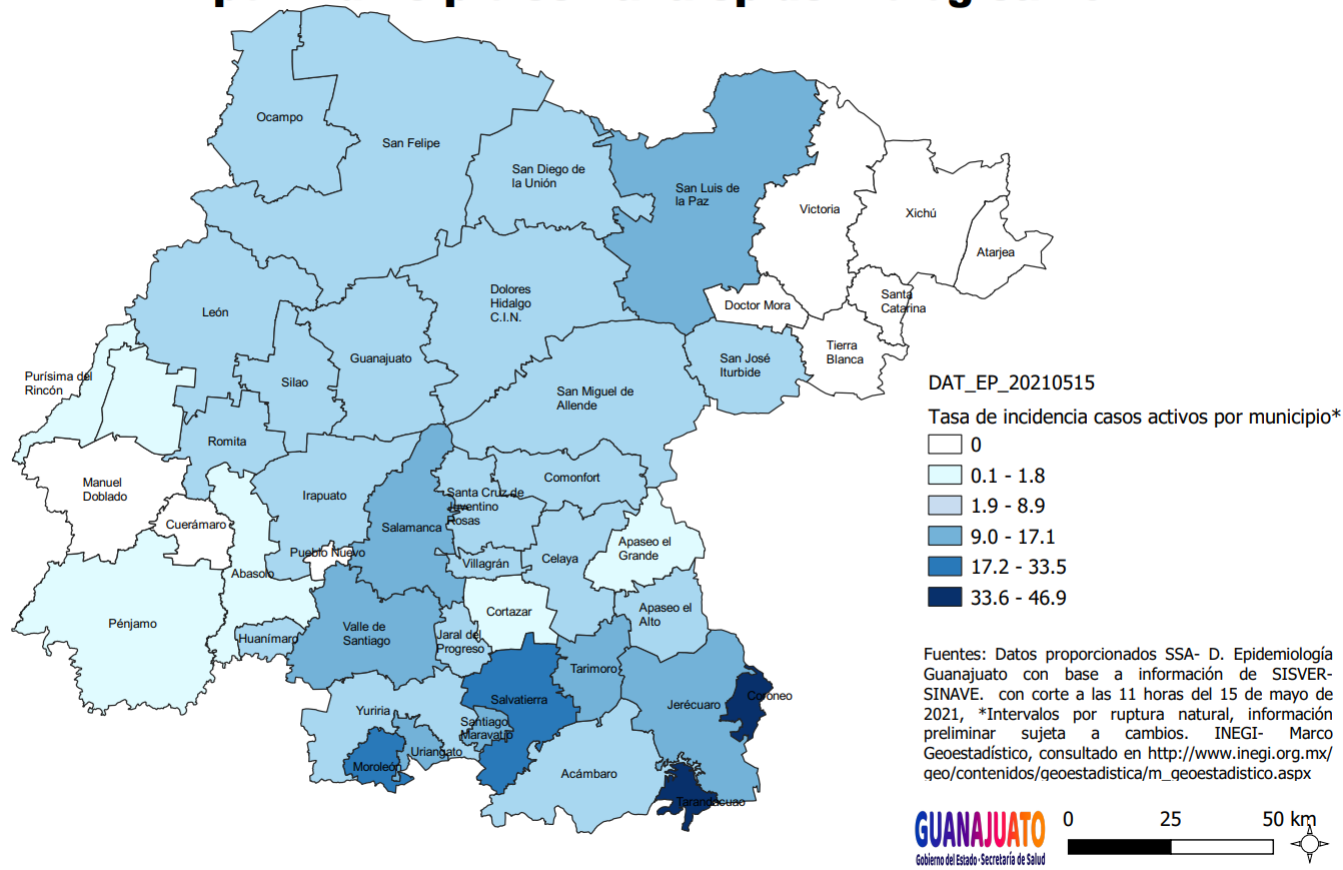 Ocampo
San Felipe
San Diego de
la Unión
San Luis de
la Paz
Victoria
Xichú
Atarjea
León
Dolores
Hidalgo
C.I.N.
Doctor Mora
Santa
Catarina
Guanajuato
Silao
San José
Iturbide
Tierra
Blanca
Purísima del
Rincón
San Miguel de
Allende
Romita
Manuel
Doblado
Irapuato
Santa Cruz de
Juventino
Rosas
Comonfort
Cuerámaro
Salamanca
Pueblo Nuevo
Villagrán
Celaya
Apaseo el
Grande
Abasolo
Pénjamo
Cortazar
Apaseo el
Alto
Huanímaro
Valle de
Santiago
Jaral del
Progreso
Tarimoro
Salvatierra
Jerécuaro
Coroneo
Yuriria
Santiago
Maravatío
Uriangato
Moroleón
Acámbaro
Tarandacuao
DAT_EP_20210515
Tasa de incidencia casos activos por municipio*
0
0.1 - 1.8
1.9 - 8.9
9.0 - 17.1
17.2 - 33.5
33.6 - 46.9
Fuentes: Datos proporcionados SSA- D. Epidemiología
Guanajuato con base a información de SISVER-
SINAVE. con corte a las 11 horas del 15 de mayo de
2021, *Intervalos por ruptura natural, información
preliminar sujeta a cambios. INEGI- Marco
Geoestadístico, consultado en http://www.inegi.org.mx/
geo/contenidos/geoestadistica/m_geoestadistico.aspx
GUANAJUATO
Gobierno del Estado · Secretaría de Salud
0 25 50 km